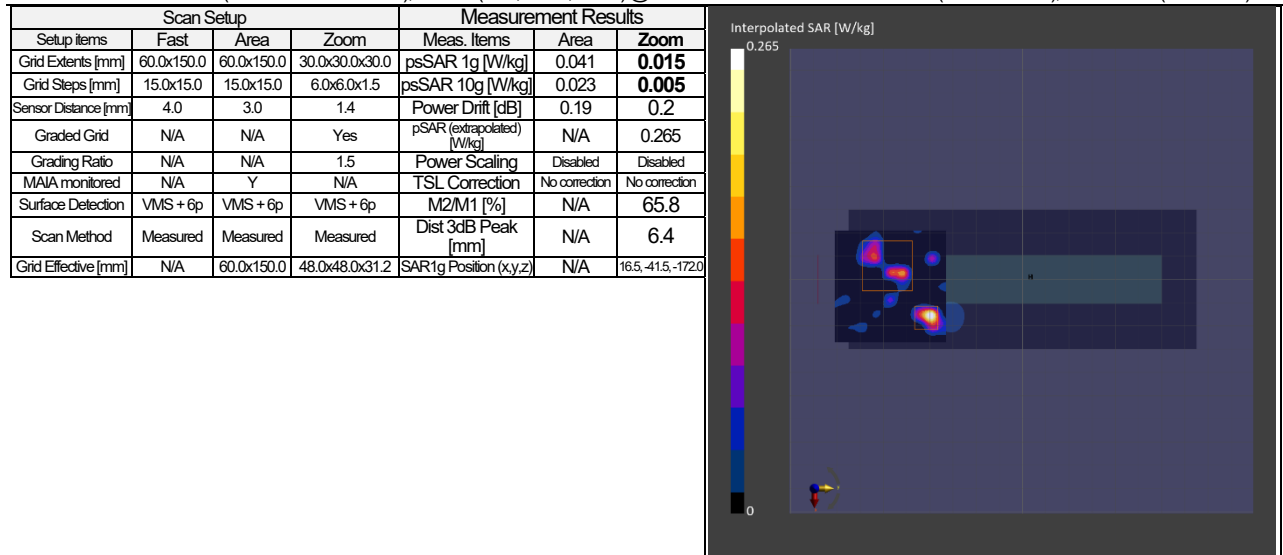 Scan Setup Measurement Results
Setup items Fast Area Zoom Meas. Items Area Zoom
Grid Extents [mm] 60.0x150.0 60.0x150.0 30.0x30.0x30.0 psSAR 1g [W/kg] 0.041 0.015
Grid Steps [mm] 15.0x15.0 15.0x15.0 6.0x6.0x1.5 psSAR 10g [W/kg] 0.023 0.005
Sensor Distance [mm] 4.0 3.0 1.4 Power Drift [dB] 0.19 0.2
Graded Grid N/A N/A Yes pSAR (extrapolated) [W/kg] N/A 0.265
Grading Ratio N/A N/A 1.5 Power Scaling Disabled Disabled
MAIA monitored N/A Y N/A TSL Correction No correction No correction
Surface Detection VMS + 6p VMS + 6p VMS + 6p M2/M1 [%] N/A 65.8
Scan Method Measured Measured Measured Dist 3dB Peak [mm] N/A 6.4
Grid Effective [mm] N/A 60.0x150.0 48.0x48.0x31.2 SAR1g Position (x,y,z) N/A 16.5, -41.5, -172.0
Interpolated SAR [W/kg]
0.265
0